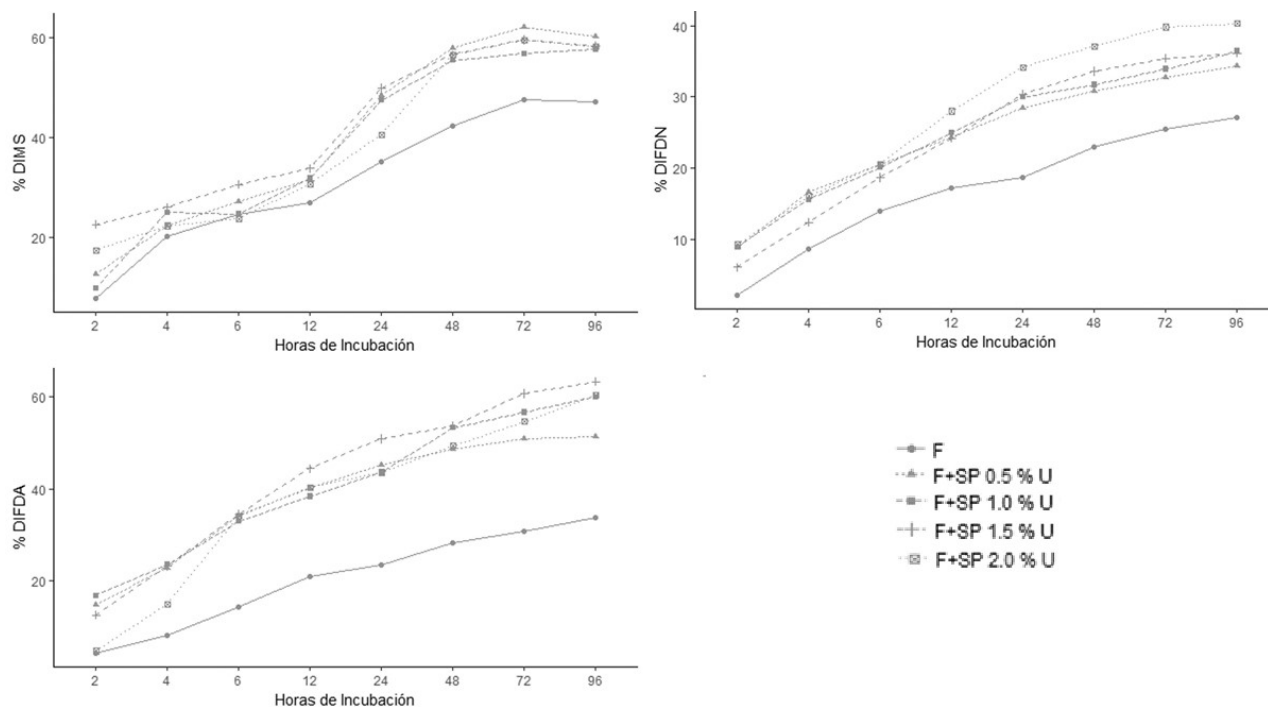 60
40
20
% DIMS
2 4 6 12 24 48 72 96
Horas de Incubación
40
30
20
10
% DIFDN
2 4 6 12 24 48 72 96
Horas de Incubación
60
40
20
% DIFDA
2 4 6 12 24 48 72 96
Horas de Incubación
F
F+SP 0.5 % U
F+SP 1.0 % U
F+SP 1.5 % U
F+SP 2.0 % U